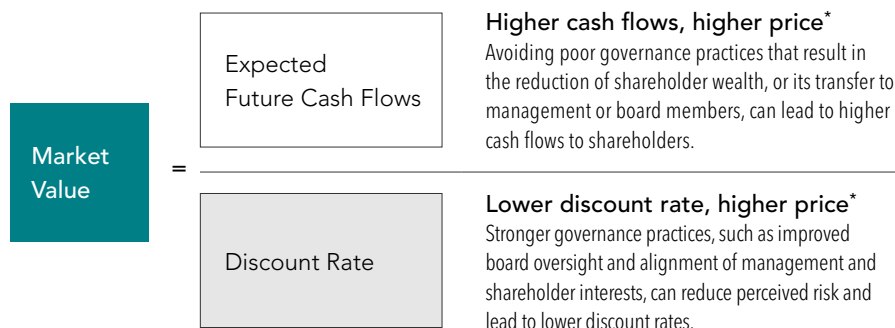 Higher cash flows, higher price*
Expected
Future Cash Flows
Avoiding poor governance practices that result in
the reduction of shareholder wealth, or its transfer to
management or board members, can lead to higher
cash flows to shareholders.
Market
Value
=
Lower discount rate, higher price*
Discount Rate
Stronger governance practices, such as improved
board oversight and alignment of management and
shareholder interests, can reduce perceived risk and
lead to lower discount rates.